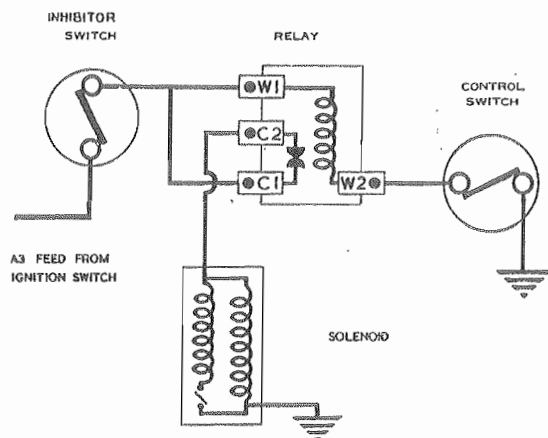 INHIBITOR
SWITCH
RELAY
CONTROL
SWITCH
W1
C2
C1
W2
A3 FEED FROM
IGNITION SWITCH
SOLENOID